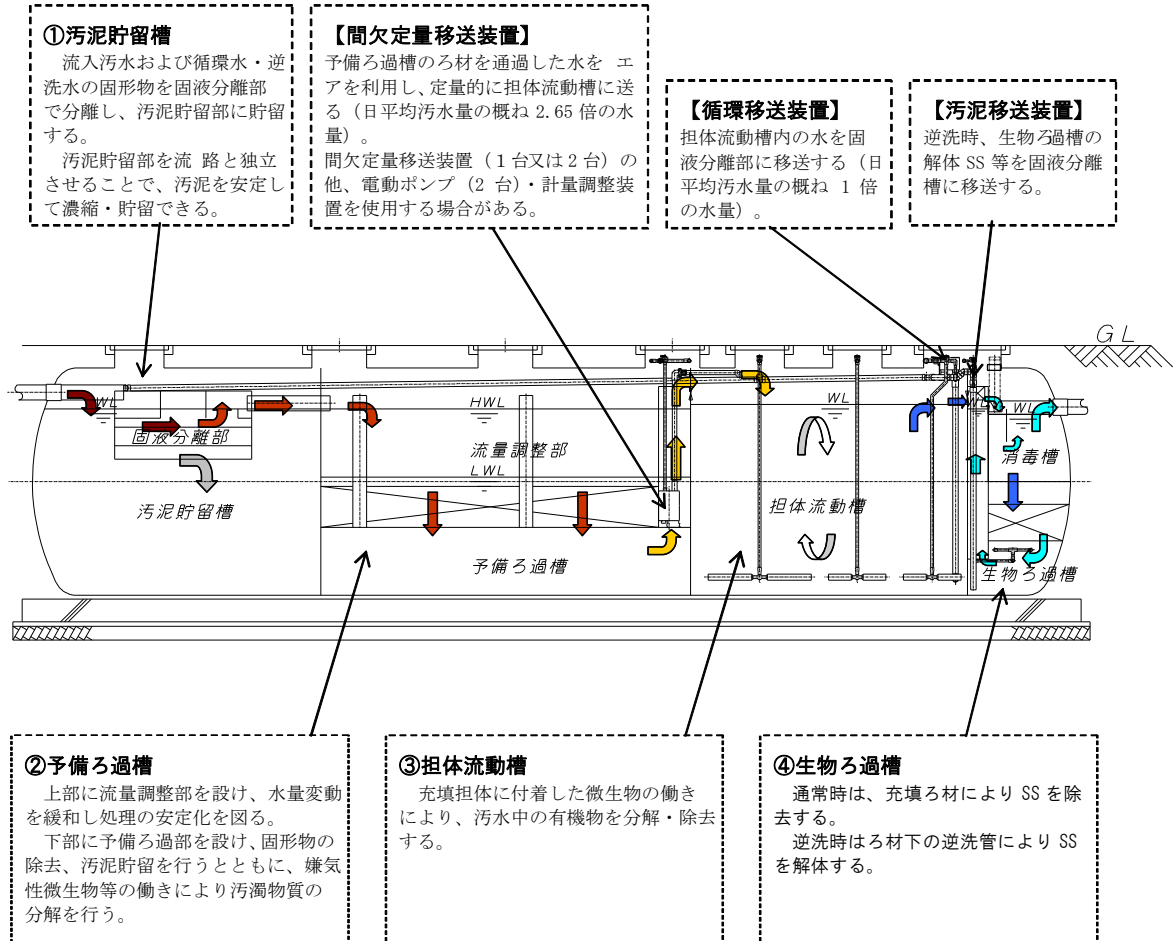 ①汚泥貯留槽
流入汚水および循環水・逆
洗水の固形物を固液分離部
で分離し、汚泥貯留部に貯留
する。
汚泥貯留部を流 路と独立
させることで、汚泥を安定し
て濃縮・貯留できる。
【間欠定量移送装置】
予備ろ過槽のろ材を通過した水を エ
アを利用し、定量的に担体流動槽に送
る（日平均汚水量の概ね 2.65 倍の水
量）。
間欠定量移送装置（1 台又は 2 台）の
他、電動ポンプ（2 台）・計量調整装
置を使用する場合がある。
【循環移送装置】
担体流動槽内の水を固
液分離部に移送する（日
平均汚水量の概ね 1 倍
の水量）。
【汚泥移送装置】
逆洗時、生物ろ過槽の
解体 SS 等を固液分離
槽に移送する。
GL
WL
HWL
WL
WL
WL
固液分離部
流量調整部
消毒槽
LWL
汚泥貯留槽
担体流動槽
予備ろ過槽
生物ろ過槽
②予備ろ過槽
上部に流量調整部を設け、水量変動
を緩和し処理の安定化を図る。
下部に予備ろ過部を設け、固形物の
除去、汚泥貯留を行うとともに、嫌気
性微生物等の働きにより汚濁物質の
分解を行う。
③担体流動槽
充填担体に付着した微生物の働き
により、汚水中の有機物を分解・除去
する。
④生物ろ過槽
通常時は、充填ろ材により SS を除
去する。
逆洗時はろ材下の逆洗管により SS
を解体する。